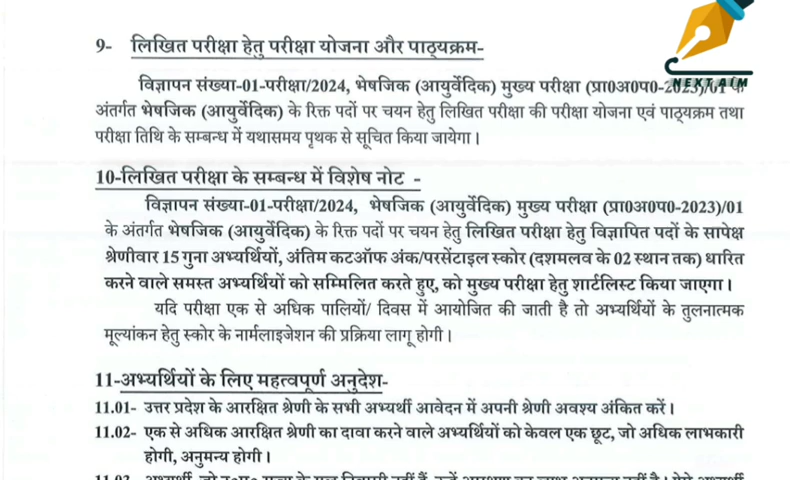 9- लिखित परीक्षा हेतु परीक्षा योजना और पाठ्यक्रम-
NEXT AIM
विज्ञापन संख्या-01-परीक्षा/2024, भेषजिक (आयुर्वेदिक) मुख्य परीक्षा (प्रा0अ0प0-2023)/01 के
अंतर्गत भेषजिक (आयुर्वेदिक) के रिक्त पदों पर चयन हेतु लिखित परीक्षा की परीक्षा योजना एवं पाठ्यक्रम तथा
परीक्षा तिथि के सम्बन्ध में यथासमय पृथक से सूचित किया जायेगा।
10-लिखित परीक्षा के सम्बन्ध में विशेष नोट -
विज्ञापन संख्या-01-परीक्षा/2024, भेषजिक (आयुर्वेदिक) मुख्य परीक्षा (प्रा0अ0प0-2023)/01
के अंतर्गत भेषजिक (आयुर्वेदिक) के रिक्त पदों पर चयन हेतु लिखित परीक्षा हेतु विज्ञापित पदों के सापेक्ष
श्रेणीवार 15 गुना अभ्यर्थियों, अंतिम कटऑफ अंक/परसेंटाइल स्कोर (दशमलव के 02 स्थान तक) धारित
करने वाले समस्त अभ्यर्थियों को सम्मिलित करते हुए, को मुख्य परीक्षा हेतु शार्टलिस्ट किया जाएगा।
यदि परीक्षा एक से अधिक पालियों/ दिवस में आयोजित की जाती है तो अभ्यर्थियों के तुलनात्मक
मूल्यांकन हेतु स्कोर के नार्मलाइजेशन की प्रक्रिया लागू होगी।
11-अभ्यर्थियों के लिए महत्वपूर्ण अनुदेश-
11.01- उत्तर प्रदेश के आरक्षित श्रेणी के सभी अभ्यर्थी आवेदन में अपनी श्रेणी अवश्य अंकित करें।
11.02- एक से अधिक आरक्षित श्रेणी का दावा करने वाले अभ्यर्थियों को केवल एक छूट, जो अधिक लाभकारी
होगी, अनुमन्य होगी।